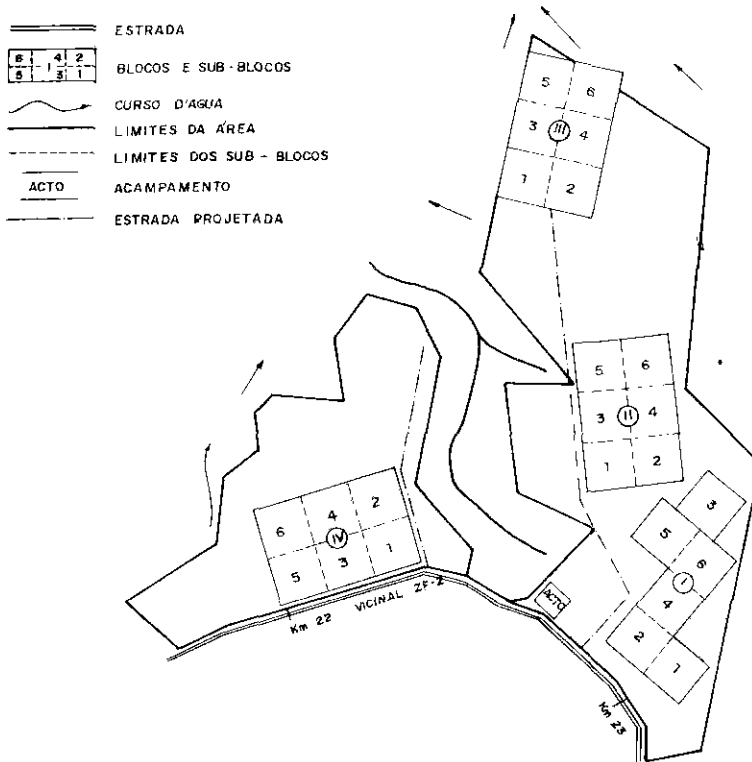 ESTRADA
6 4 2
I
5 3 1
BLOCOS E SUB-BLOCOS
CURSO D'AGUA
LIMITES DA ÁREA
LIMITES DOS SUB-BLOCOS
ACTO
ACAMPAMENTO
ESTRADA PROJETADA
5 6
3 III 4
1 2
5 6
3 II 4
1 2
3
5 6
I
4
2 1
6 4 2
IV
5 3 1
ACTO
Km 22 VICINAL ZF-2
Km 23